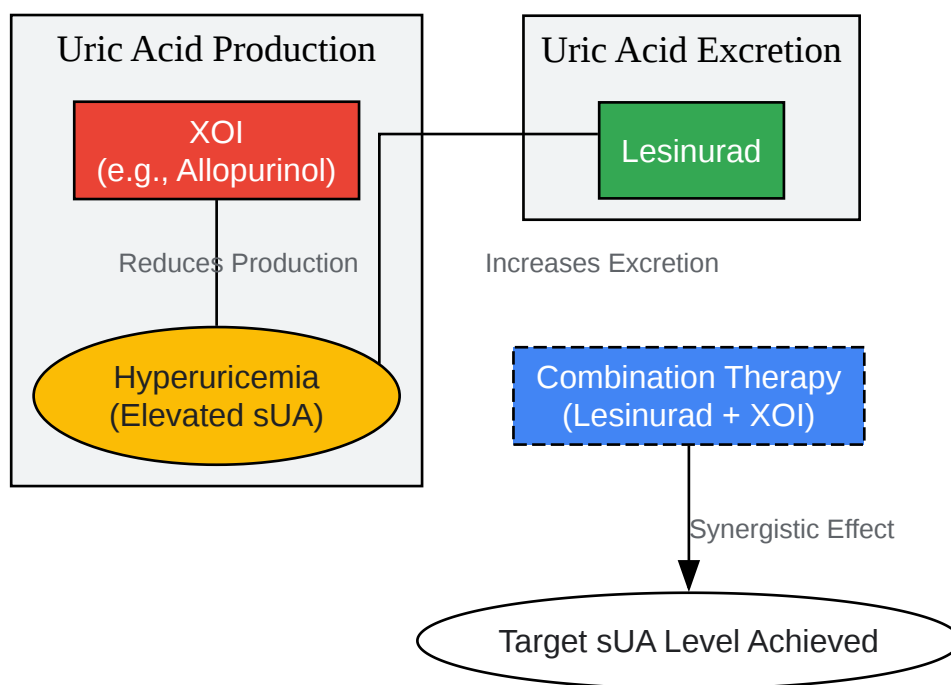 Uric Acid Production
Uric Acid Excretion
XOI
(e.g., Allopurinol)
Lesinurad
Reduces Production
Increases Excretion
Hyperuricemia
(Elevated sUA)
Combination Therapy
(Lesinurad + XOI)
Synergistic Effect
Target sUA Level Achieved